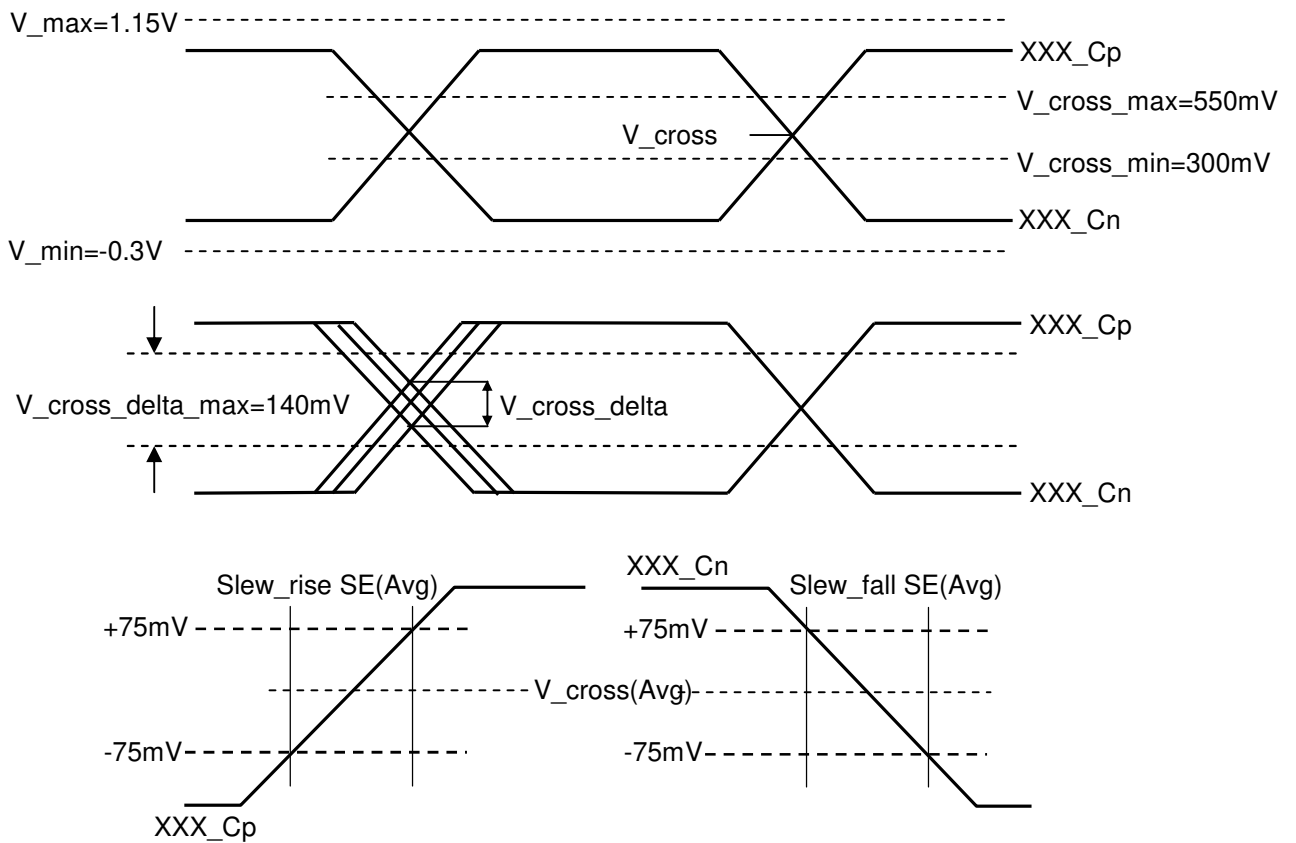 V_max=1.15V
XXX_Cp
V_cross_max=550mV
V_cross
V_cross_min=300mV
XXX_Cn
V_min=-0.3V
XXX_Cp
V_cross_delta_max=140mV
V_cross_delta
XXX_Cn
XXX_Cn
Slew_rise SE(Avg)
Slew_fall SE(Avg)
+75mV
+75mV
V_cross(Avg)
-75mV
-75mV
XXX_Cp